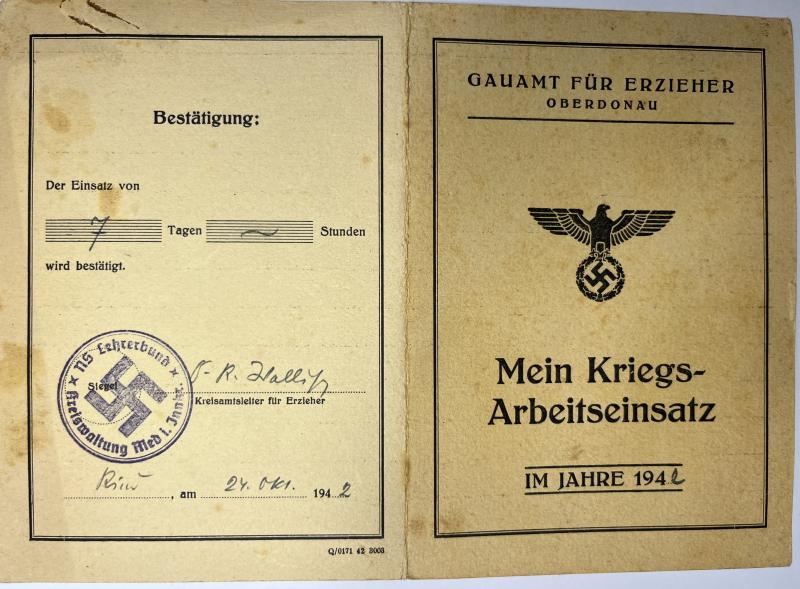 Bestätigung:
Der Einsatz von
7 Tagen ~ Stunden
wird bestätigt.
NS Lehrerbund
Kreiswaltung Ried i. Innkr.
Siegel
Kreisamtsleiter für Erzieher
Ried, am 24. Okt. 1942
Q/0171 42 3003
GAUAMT FÜR ERZIEHER
OBERDONAU
Mein Kriegs-
Arbeitseinsatz
IM JAHRE 1942